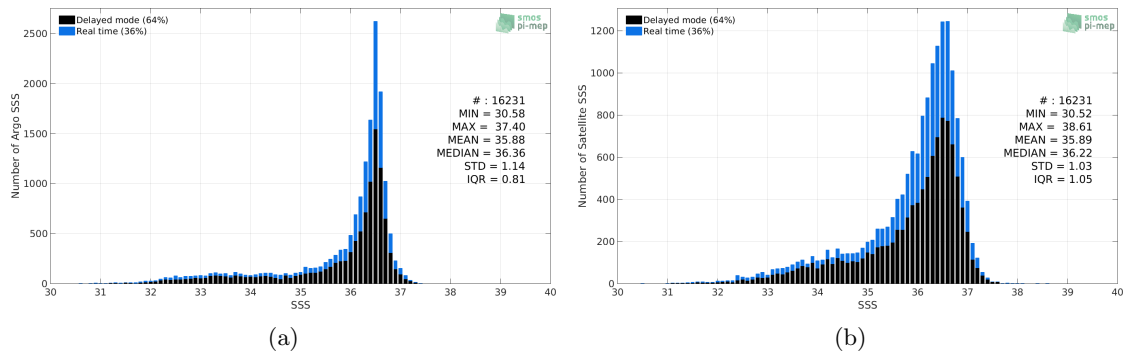 Delayed mode (64%)
Real time (36%)
smos
pi-mep
2500
2000
1500
1000
500
0
Number of Argo SSS
# : 16231
MIN = 30.58
MAX = 37.40
MEAN = 35.88
MEDIAN = 36.36
STD = 1.14
IQR = 0.81
30 31 32 33 34 35 36 37 38 39 40
SSS
(a)
Delayed mode (64%)
Real time (36%)
smos
pi-mep
1200
1000
800
600
400
200
0
Number of Satellite SSS
# : 16231
MIN = 30.52
MAX = 38.61
MEAN = 35.89
MEDIAN = 36.22
STD = 1.03
IQR = 1.05
30 31 32 33 34 35 36 37 38 39 40
SSS
(b)